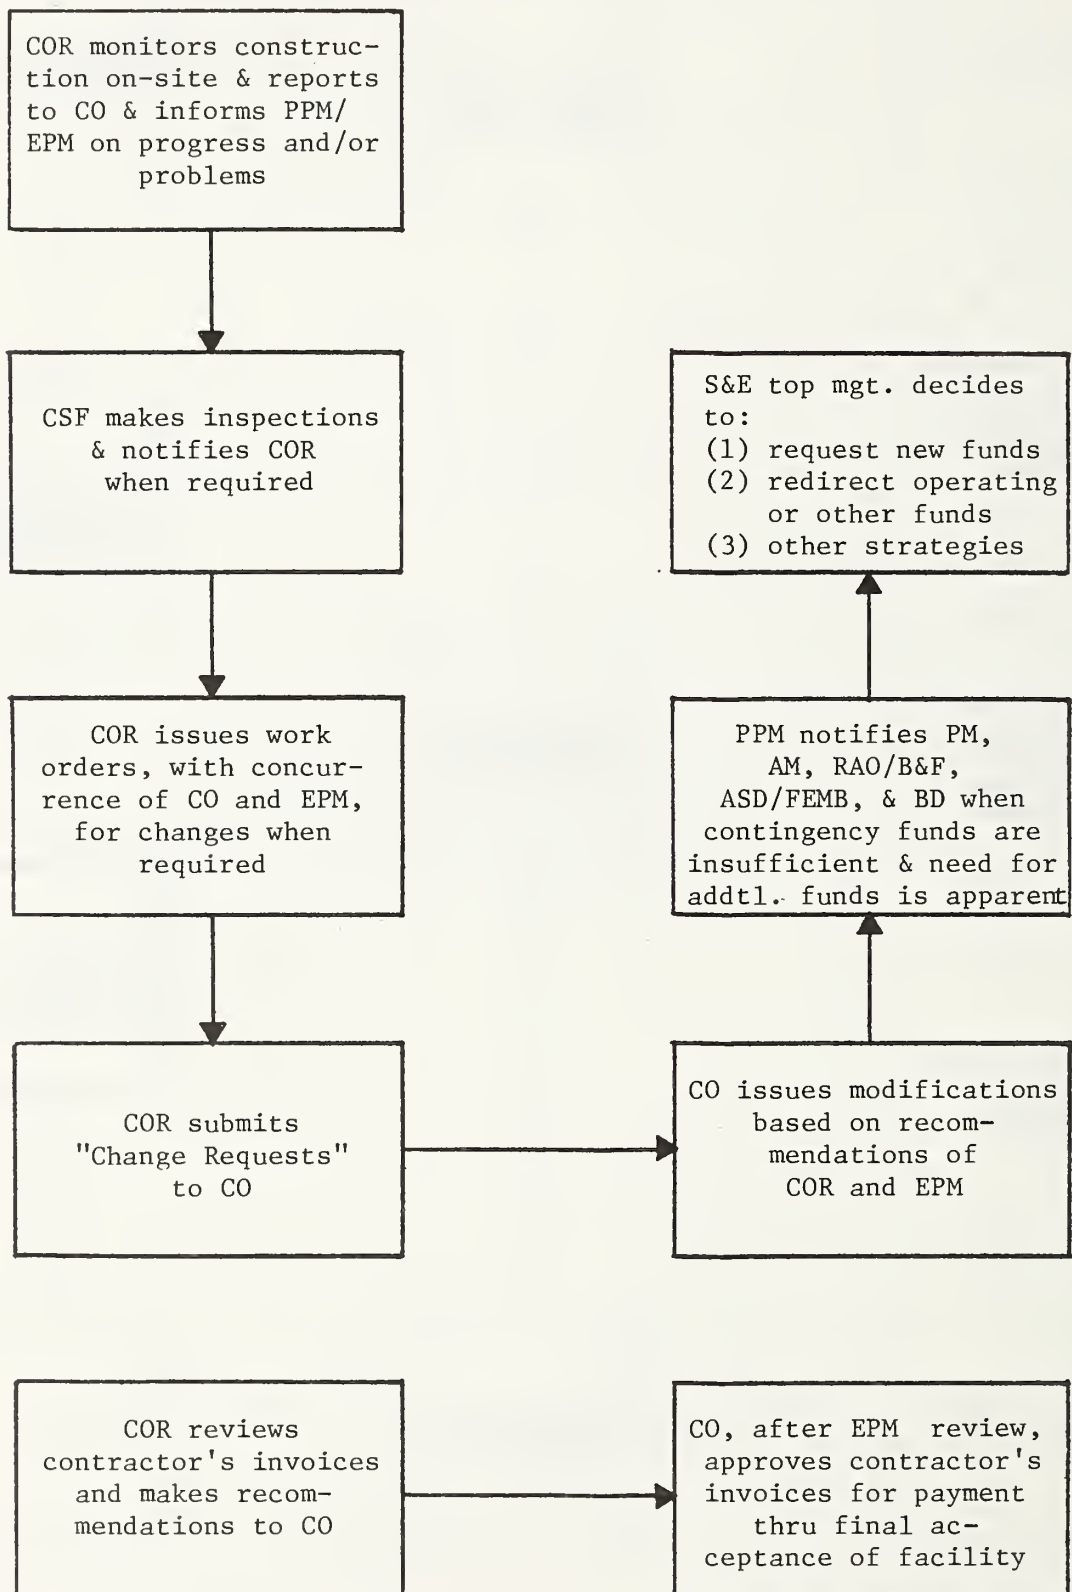 COR monitors construc-
tion on-site & reports
to CO & informs PPM/
EPM on progress and/or
problems
CSF makes inspections
& notifies COR
when required
COR issues work
orders, with concur-
rence of CO and EPM,
for changes when
required
COR submits
"Change Requests"
to CO
CO issues modifications
based on recom-
mendations of
COR and EPM
PPM notifies PM,
AM, RAO/B&F,
ASD/FEMB, & BD when
contingency funds are
insufficient & need for
addtl. funds is apparent
S&E top mgt. decides
to:
(1) request new funds
(2) redirect operating
or other funds
(3) other strategies
COR reviews
contractor's invoices
and makes recom-
mendations to CO
CO, after EPM review,
approves contractor's
invoices for payment
thru final ac-
ceptance of facility